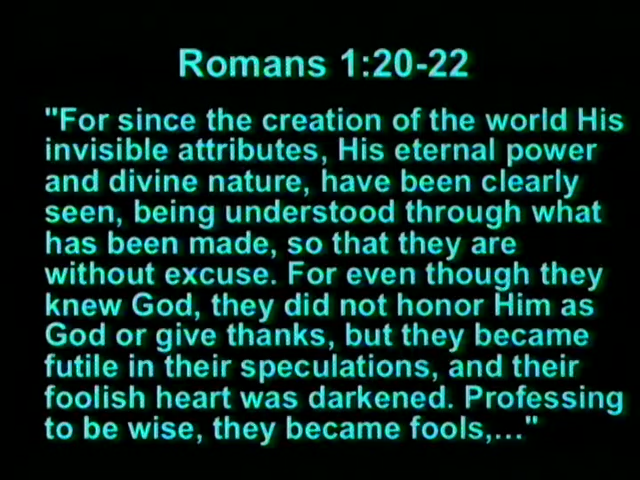 Romans 1:20-22
"For since the creation of the world His
invisible attributes, His eternal power
and divine nature, have been clearly
seen, being understood through what
has been made, so that they are
without excuse. For even though they
knew God, they did not honor Him as
God or give thanks, but they became
futile in their speculations, and their
foolish heart was darkened. Professing
to be wise, they became fools,..."